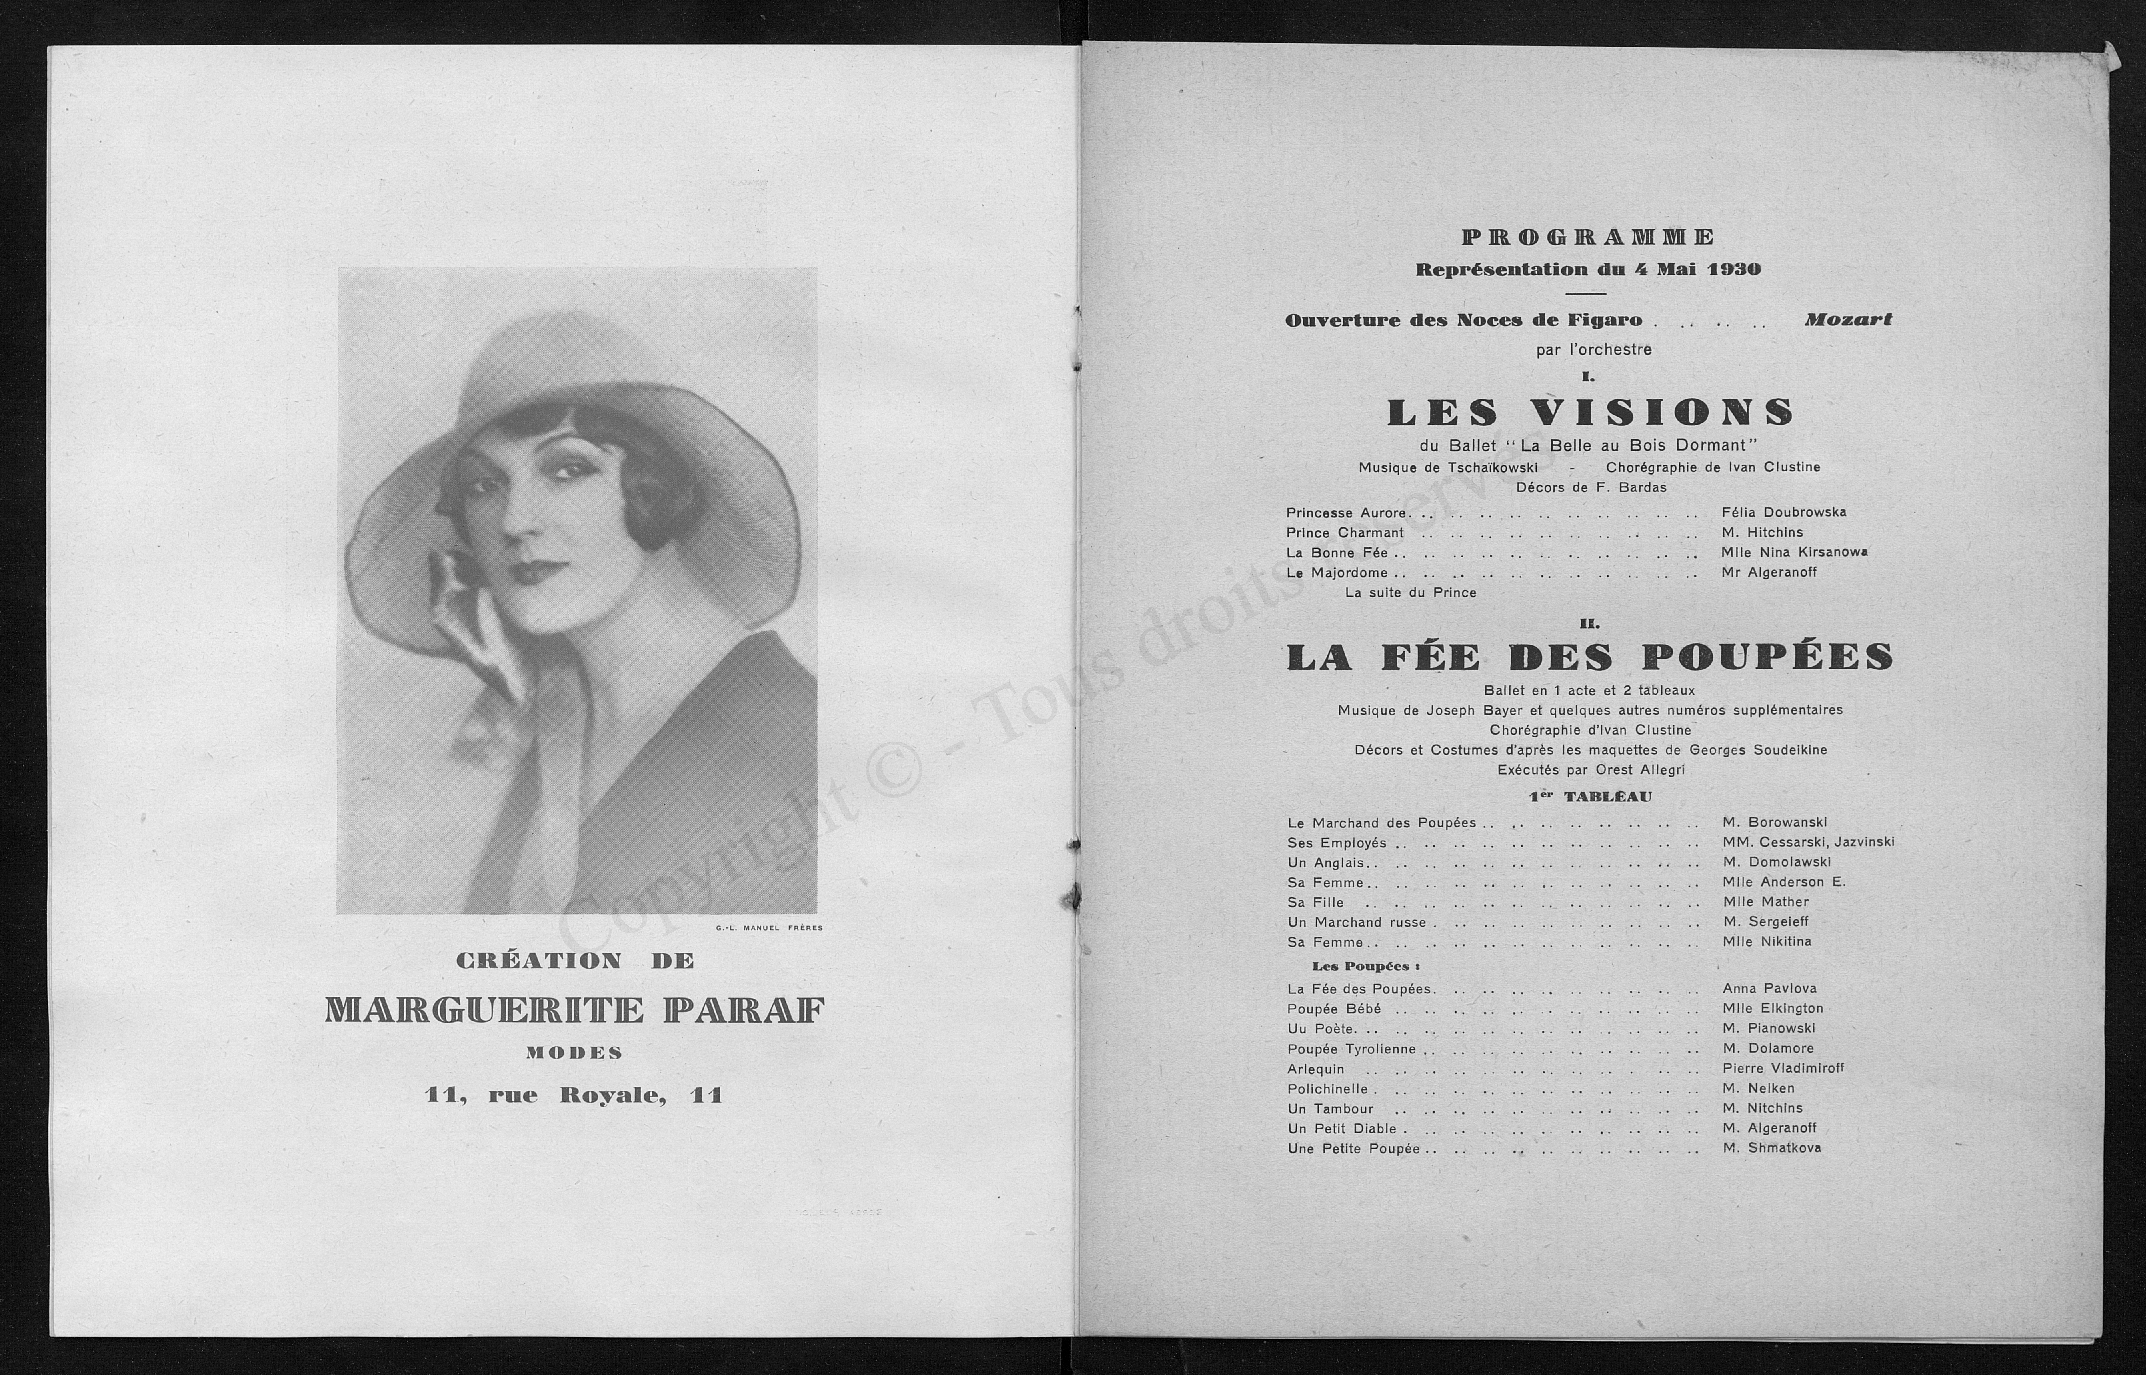 G.-L. MANUEL FRÈRES
CRÉATION DE
MARGUERITE PARAF
MODES
11, rue Royale, 11
PROGRAMME
Représentation du 4 Mai 1930
Ouverture des Noces de Figaro . .. .. .. Mozart
par l'orchestre
I.
LES VISIONS
du Ballet "La Belle au Bois Dormant"
Musique de Tschaïkowski - Chorégraphie de Ivan Clustine
Décors de F. Bardas
Princesse Aurore. .. .. .. .. .. .. .. .. .. .. Félia Doubrowska
Prince Charmant .. .. .. .. .. .. .. .. .. .. M. Hitchins
La Bonne Fée .. .. .. .. .. .. .. .. .. .. .. Mlle Nina Kirsanowa
Le Majordome .. .. .. .. .. .. .. .. .. .. .. Mr Algeranoff
La suite du Prince
II.
LA FÉE DES POUPÉES
Ballet en 1 acte et 2 tableaux
Musique de Joseph Bayer et quelques autres numéros supplémentaires
Chorégraphie d'Ivan Clustine
Décors et Costumes d'après les maquettes de Georges Soudeikine
Exécutés par Orest Allegri
1er TABLEAU
Le Marchand des Poupées .. .. .. .. .. .. .. .. M. Borowanski
Ses Employés .. .. .. .. .. .. .. .. .. .. .. MM. Cessarski, Jazvinski
Un Anglais.. .. .. .. .. .. .. .. .. .. .. .. M. Domolawski
Sa Femme.. .. .. .. .. .. .. .. .. .. .. .. Mlle Anderson E.
Sa Fille .. .. .. .. .. .. .. .. .. .. .. .. Mlle Mather
Un Marchand russe . .. .. .. .. .. .. .. .. .. M. Sergeieff
Sa Femme.. .. .. .. .. .. .. .. .. .. .. .. Mlle Nikitina
Les Poupées :
La Fée des Poupées. .. .. .. .. .. .. .. .. .. Anna Pavlova
Poupée Bébé .. .. .. .. .. .. .. .. .. .. .. Mlle Elkington
Uu Poète. .. .. .. .. .. .. .. .. .. .. .. .. M. Pianowski
Poupée Tyrolienne .. .. .. .. .. .. .. .. .. .. M. Dolamore
Arlequin .. .. .. .. .. .. .. .. .. .. .. .. Pierre Vladimiroff
Polichinelle . .. .. .. .. .. .. .. .. .. .. .. M. Nelken
Un Tambour .. .. .. .. .. .. .. .. .. .. .. M. Nitchins
Un Petit Diable . .. .. .. .. .. .. .. .. .. .. M. Algeranoff
Une Petite Poupée .. .. .. .. .. .. .. .. .. .. M. Shmatkova
Copyright © - Tous droits réservés